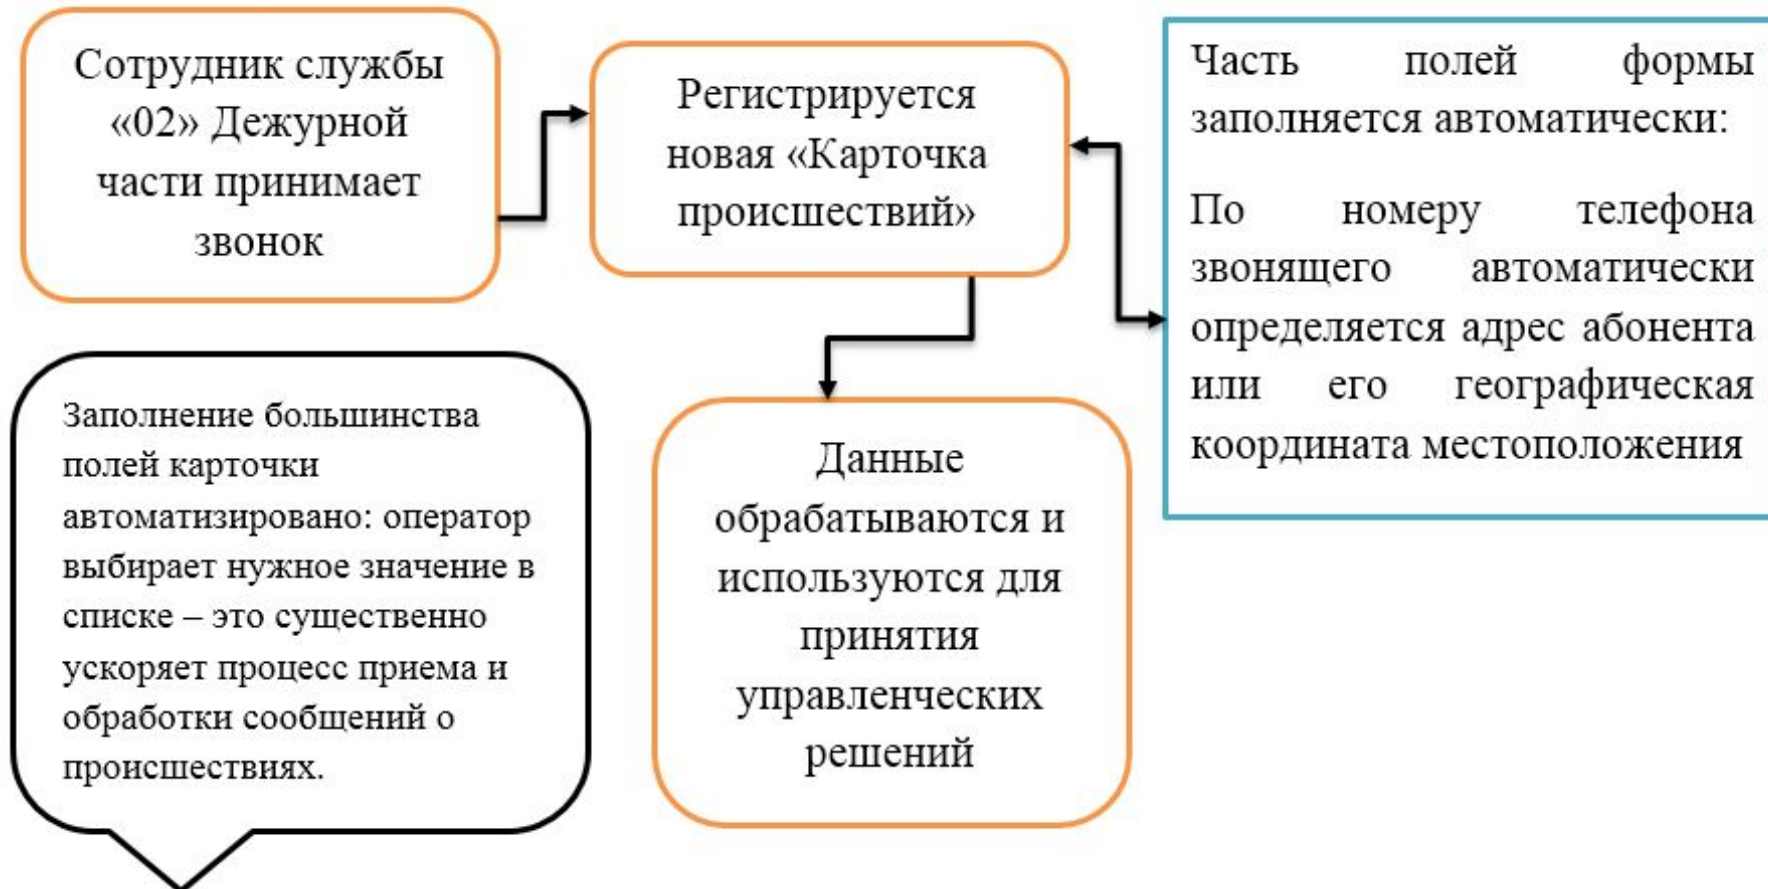 Сотрудник службы
«02» Дежурной
части принимает
звонок
Регистрируется
новая «Карточка
происшествий»
Часть полей формы
заполняется автоматически:
По номеру телефона
звонящего автоматически
определяется адрес абонента
или его географическая
координата местоположения
Заполнение большинства
полей карточки
автоматизировано: оператор
выбирает нужное значение в
списке – это существенно
ускоряет процесс приема и
обработки сообщений о
происшествиях.
Данные
обрабатываются и
используются для
принятия
управленческих
решений